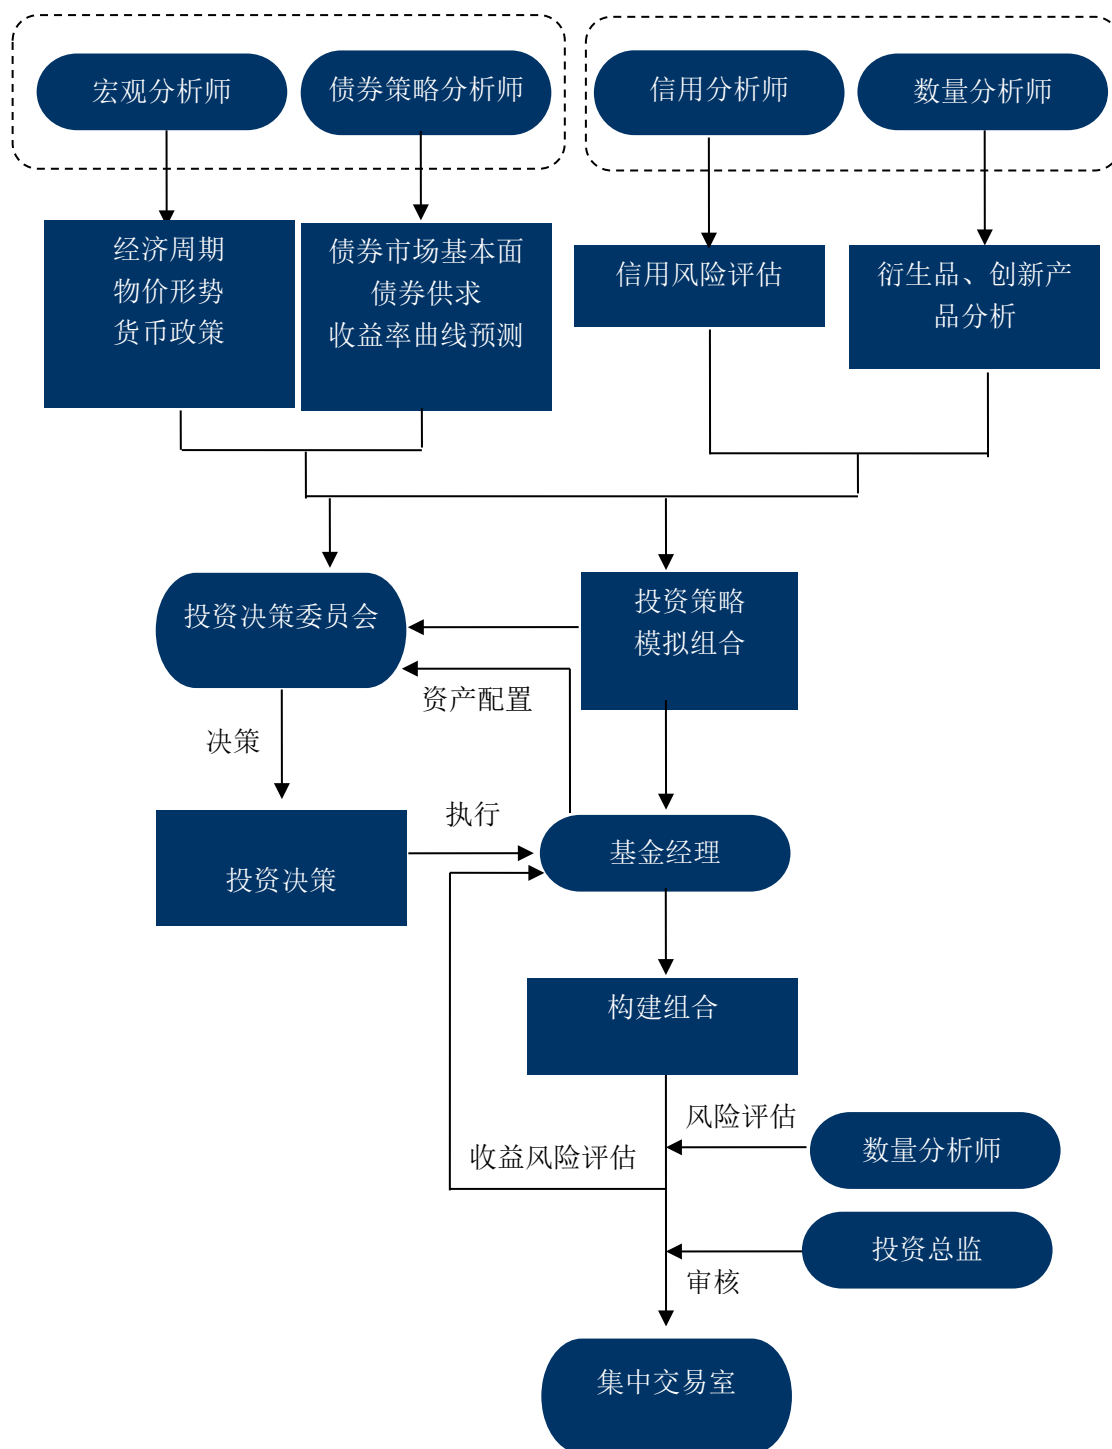 宏观分析师
债券策略分析师
信用分析师
数量分析师
经济周期
物价形势
货币政策
债券市场基本面
债券供求
收益率曲线预测
信用风险评估
衍生品、创新产
品分析
投资决策委员会
投资策略
模拟组合
资产配置
决策
执行
投资决策
基金经理
构建组合
风险评估
数量分析师
收益风险评估
投资总监
审核
集中交易室